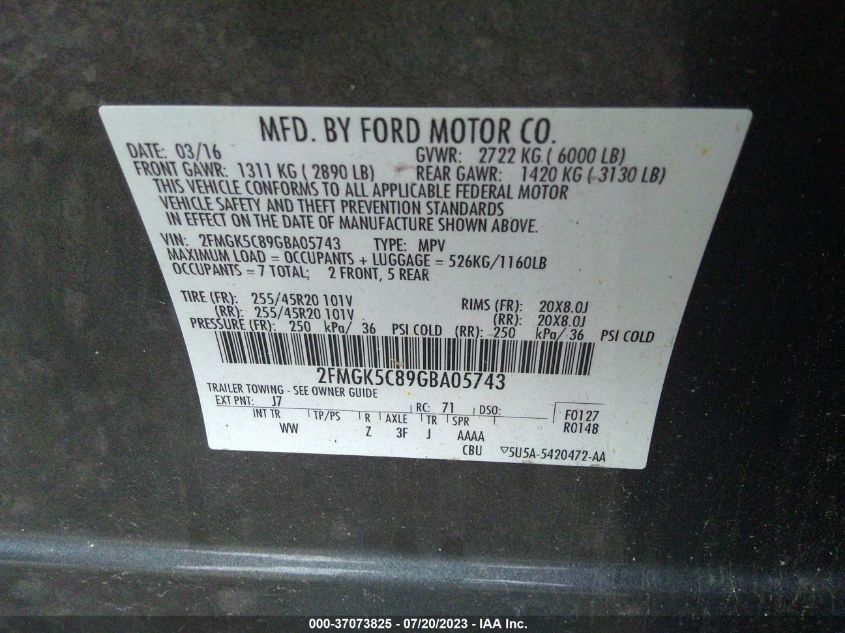 MFD. BY FORD MOTOR CO.
DATE: 03/16 GVWR: 2722 KG ( 6000 LB)
FRONT GAWR: 1311 KG ( 2890 LB) REAR GAWR: 1420 KG ( 3130 LB)
THIS VEHICLE CONFORMS TO ALL APPLICABLE FEDERAL MOTOR
VEHICLE SAFETY AND THEFT PREVENTION STANDARDS
IN EFFECT ON THE DATE OF MANUFACTURE SHOWN ABOVE.
VIN: 2FMGK5C89GBA05743 TYPE: MPV
MAXIMUM LOAD = OCCUPANTS + LUGGAGE = 526KG/1160LB
OCCUPANTS = 7 TOTAL; 2 FRONT, 5 REAR
TIRE (FR): 255/45R20 101V RIMS (FR): 20X8.0J
(RR): 255/45R20 101V (RR): 20X8.0J
PRESSURE (FR): 250 kPa/ 36 PSI COLD (RR): 250 kPa/ 36 PSI COLD
2FMGK5C89GBA05743
TRAILER TOWING - SEE OWNER GUIDE
EXT PNT: J7 RC: 71 DSO: F0127
INT TR TP/PS R AXLE TR SPR R0148
WW Z 3F J AAAA
CBU ▽5U5A-5420472-AA
000-37073825 / 07/20/2023 - IAA Inc.